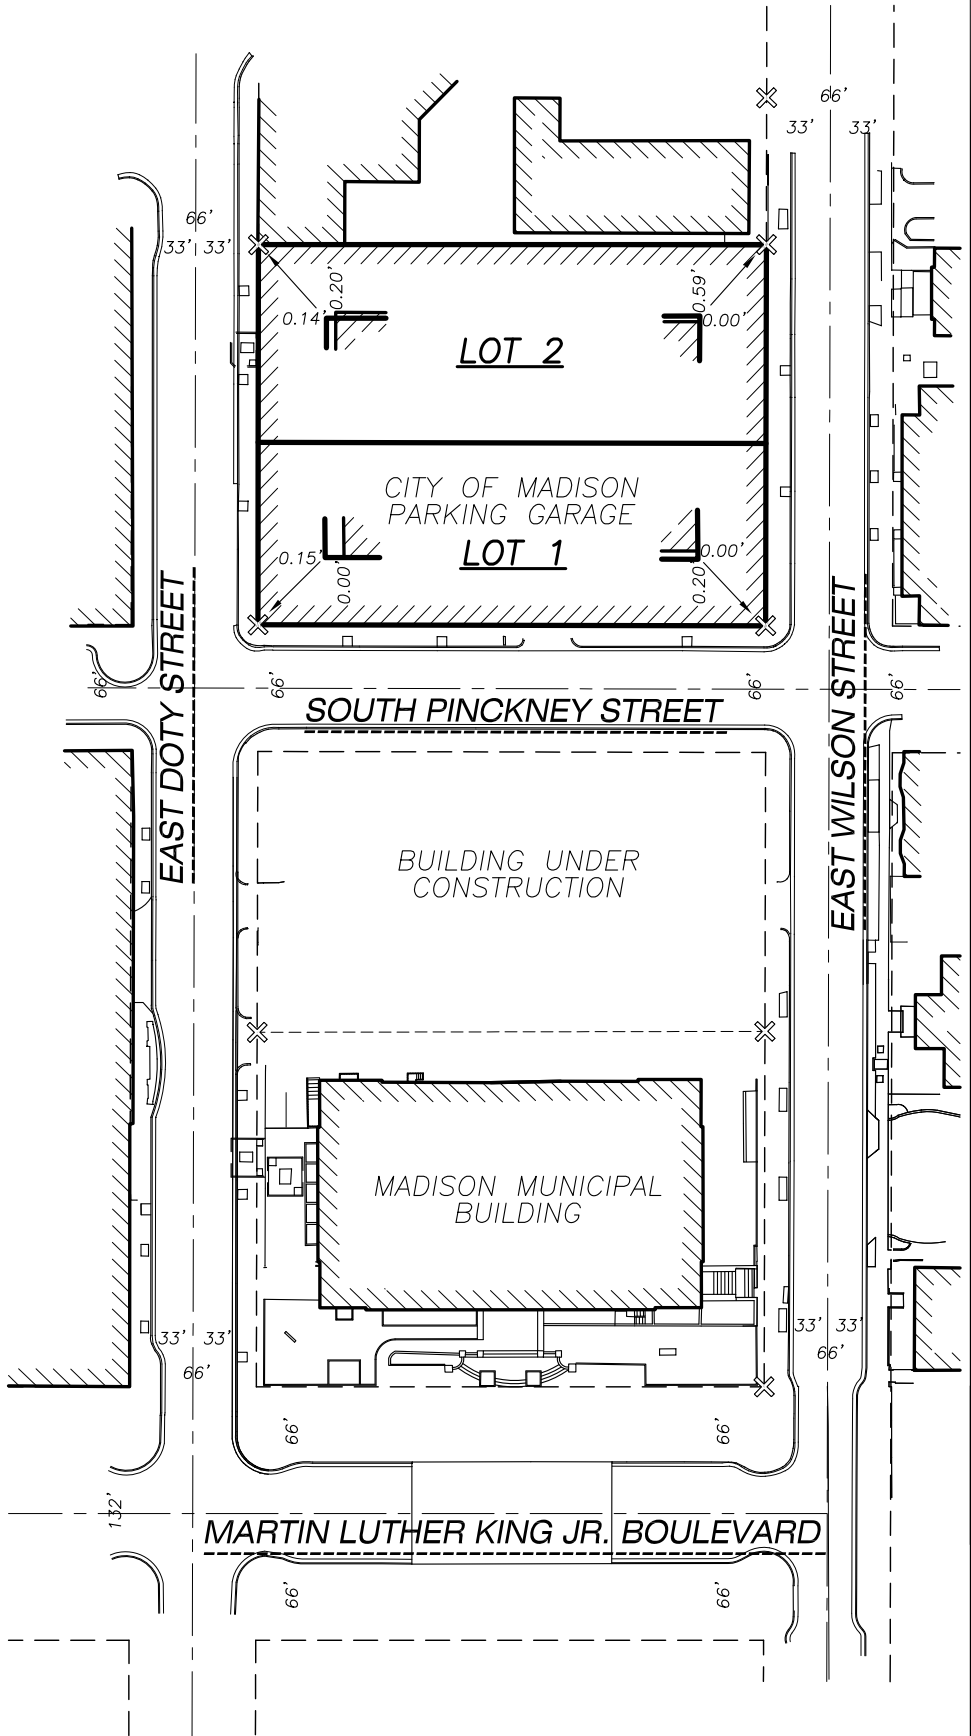 66'
33'
33'
66'
33'
33'
0.20'
0.14'
0.59'
0.00'
LOT 2
CITY OF MADISON
PARKING GARAGE
LOT 1
0.15'
0.00'
0.00'
0.20'
66'
66'
66'
66'
EAST DOTY STREET
SOUTH PINCKNEY STREET
EAST WILSON STREET
BUILDING UNDER
CONSTRUCTION
MADISON MUNICIPAL
BUILDING
33'
33'
66'
33'
33'
66'
66'
66'
132'
MARTIN LUTHER KING JR. BOULEVARD
66'
66'